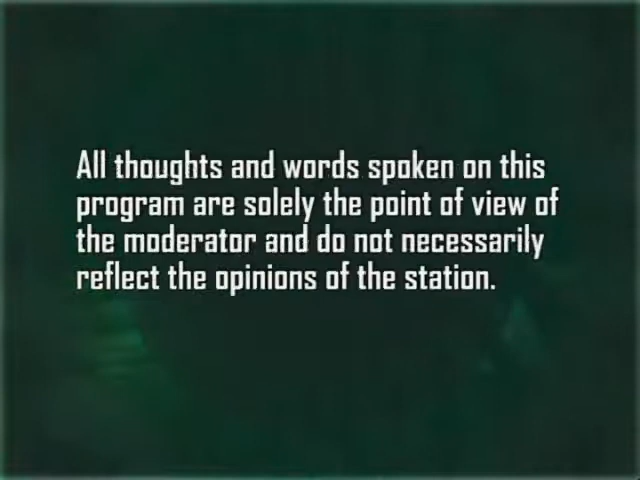 All thoughts and words spoken on this
program are solely the point of view of
the moderator and do not necessarily
reflect the opinions of the station.